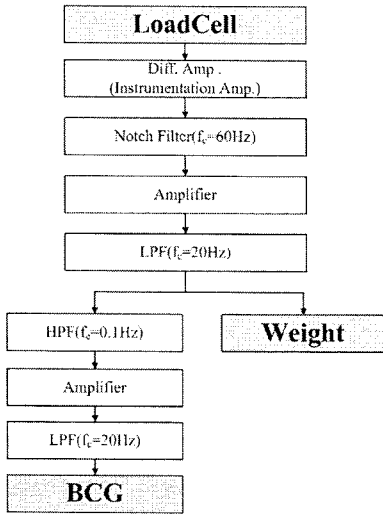 LoadCell
Diff. Amp .
(Instrumentation Amp.)
Notch Filter(fc=60Hz)
Amplifier
LPF(fc=20Hz)
HPF(fc=0.1Hz)
Weight
Amplifier
LPF(fc=20Hz)
BCG